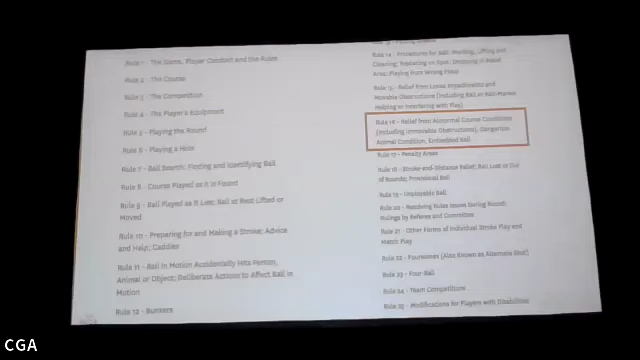 Rule 1 - The Game, Player Conduct and the Rules
Rule 2 - The Course
Rule 3 - The Competition
Rule 4 - The Player's Equipment
Rule 5 - Playing the Round
Rule 6 - Playing a Hole
Rule 7 - Ball Search: Finding and Identifying Ball
Rule 8 - Course Played as It Is Found
Rule 9 - Ball Played as It Lies; Ball at Rest Lifted or
Moved
Rule 10 - Preparing for and Making a Stroke; Advice
and Help; Caddies
Rule 11 - Ball in Motion Accidentally Hits Person,
Animal or Object; Deliberate Actions to Affect Ball in
Motion
Rule 12 - Bunkers
Rule 14 - Procedures for Ball: Marking, Lifting and
Cleaning; Replacing on Spot; Dropping in Relief
Area; Playing from Wrong Place
Rule 15 - Relief from Loose Impediments and
Movable Obstructions (Including Ball or Ball-Marker
Helping or Interfering with Play)
Rule 16 - Relief from Abnormal Course Conditions
(Including Immovable Obstructions), Dangerous
Animal Condition, Embedded Ball
Rule 17 - Penalty Areas
Rule 18 - Stroke-and-Distance Relief; Ball Lost or Out
of Bounds; Provisional Ball
Rule 19 - Unplayable Ball
Rule 20 - Resolving Rules Issues During Round;
Rulings by Referee and Committee
Rule 21 - Other Forms of Individual Stroke Play and
Match Play
Rule 22 - Foursomes (Also Known as Alternate Shot)
Rule 23 - Four-Ball
Rule 24 - Team Competitions
Rule 25 - Modifications for Players with Disabilities
CGA